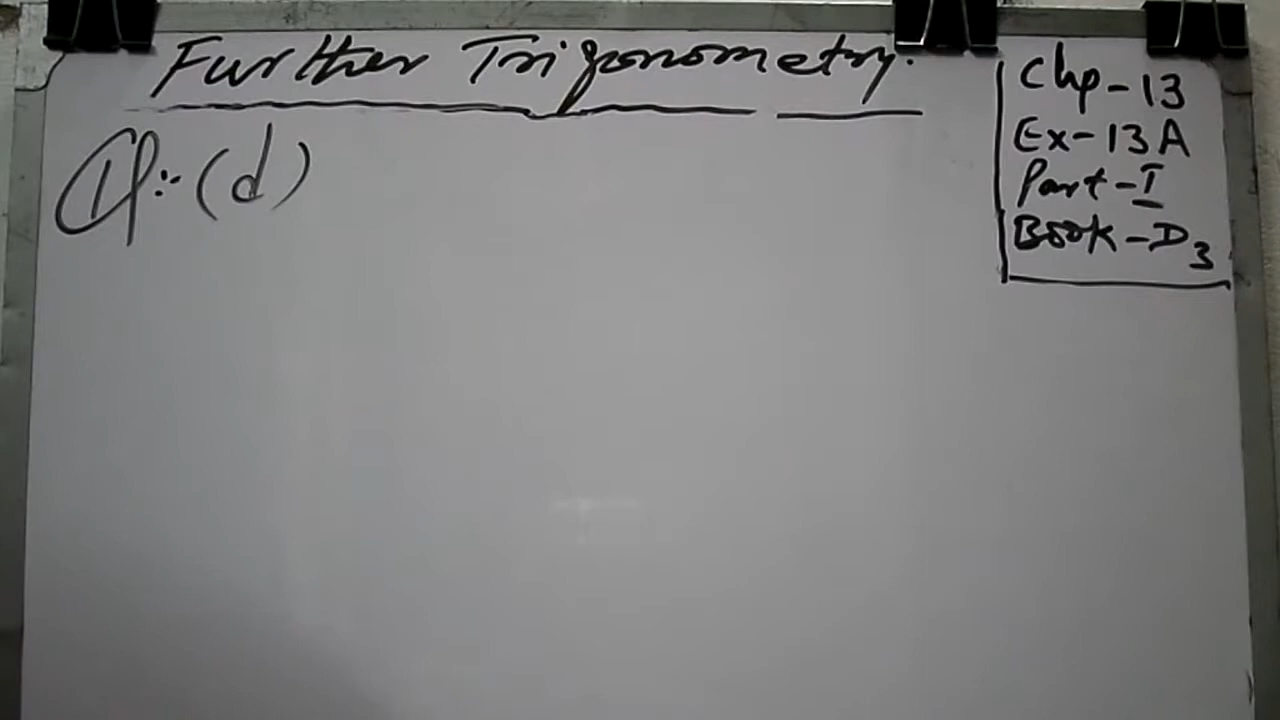 Further Trigonometry.
Chp-13
Ex-13A
Part-I
Book-D3
(d)